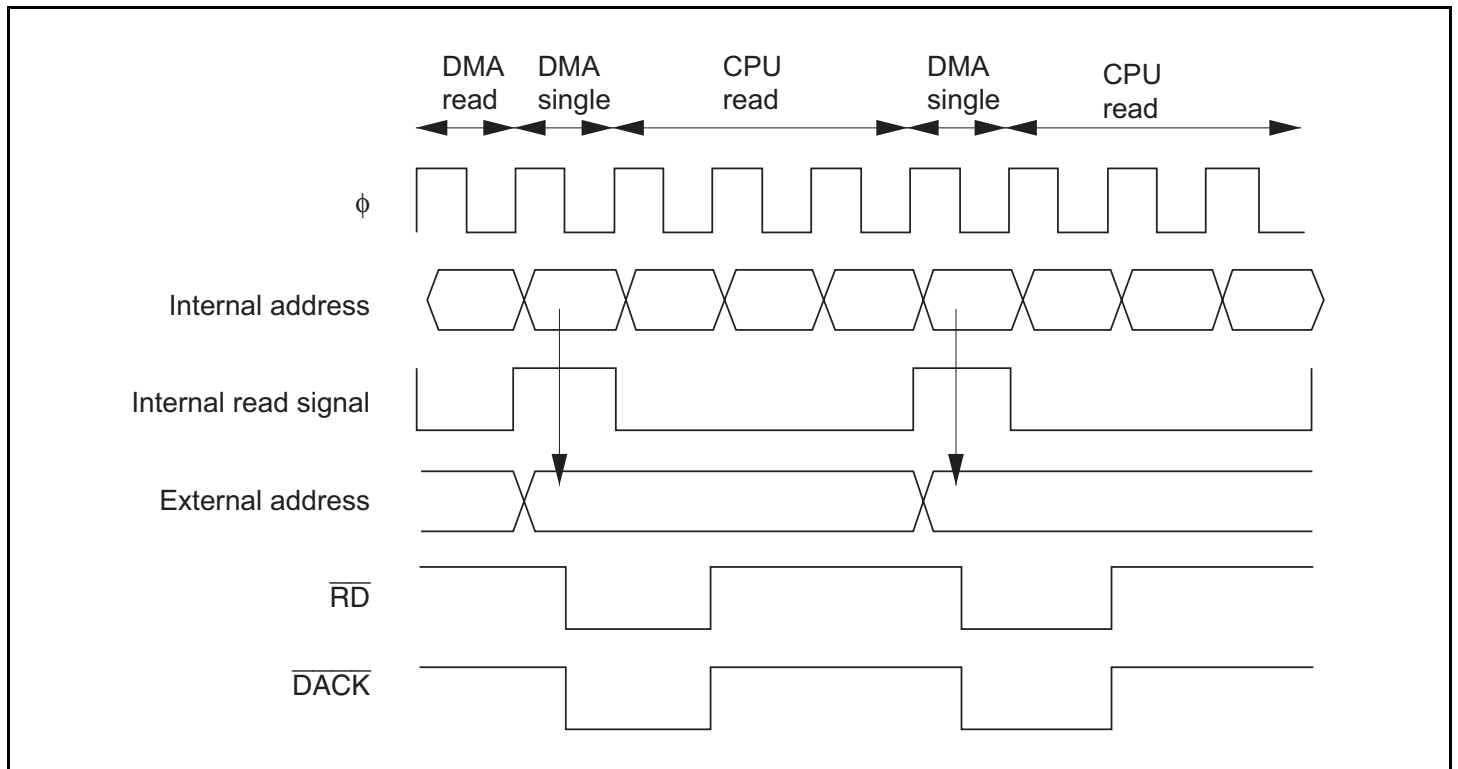 DMA read
DMA single
CPU read
DMA single
CPU read
ϕ
Internal address
Internal read signal
External address
RD
DACK